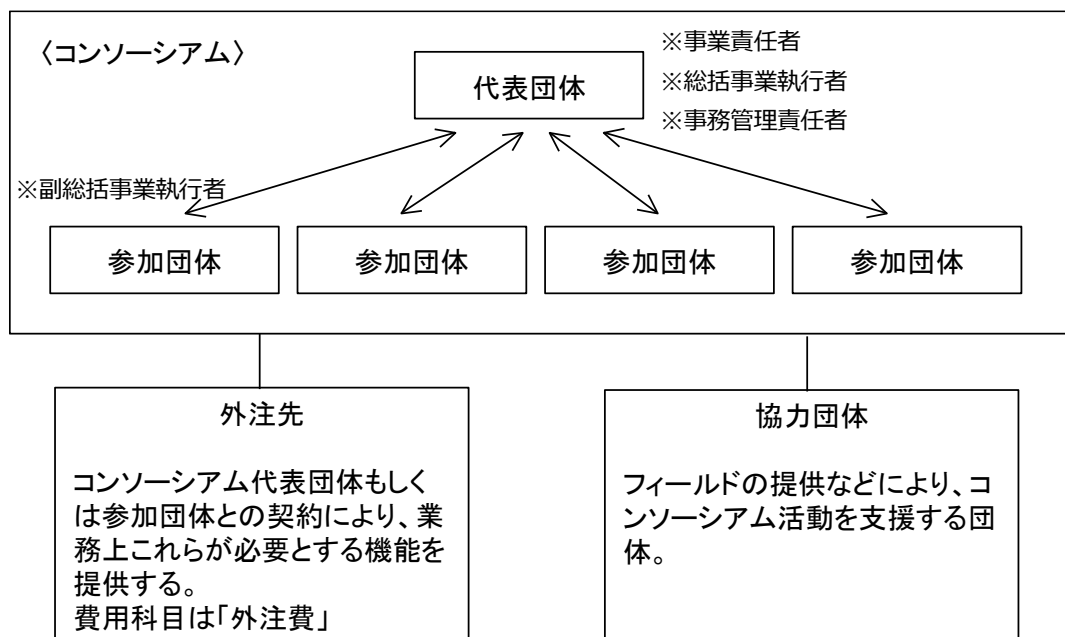 〈コンソーシアム〉
代表団体
※事業責任者
※総括事業執行者
※事務管理責任者
※副総括事業執行者
参加団体
参加団体
参加団体
参加団体
外注先
コンソーシアム代表団体もしく
は参加団体との契約により、業
務上これらが必要とする機能を
提供する。
費用科目は「外注費」
協力団体
フィールドの提供などにより、コ
ンソーシアム活動を支援する団
体。